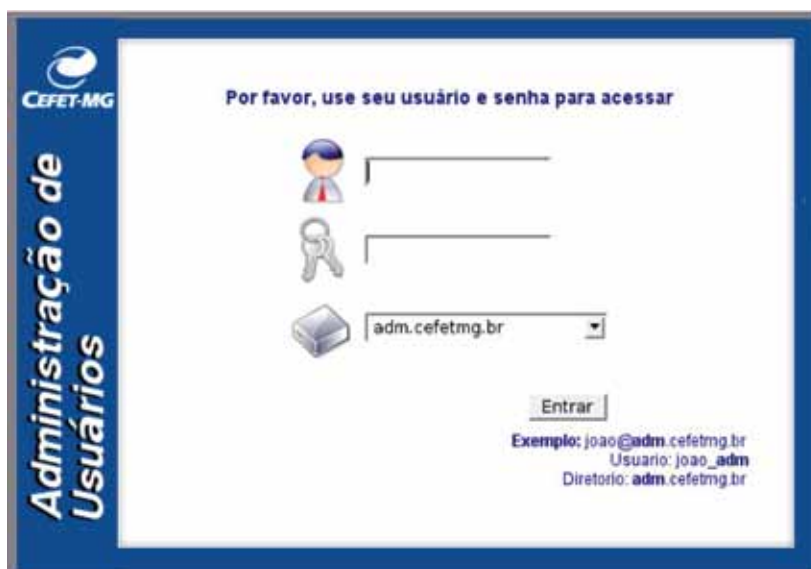 CEFET-MG
Administração de
Usuários
Por favor, use seu usuário e senha para acessar
adm.cefetmg.br
Entrar
Exemplo: joao@adm.cefetmg.br
Usuario: joao_adm
Diretorio: adm.cefetmg.br